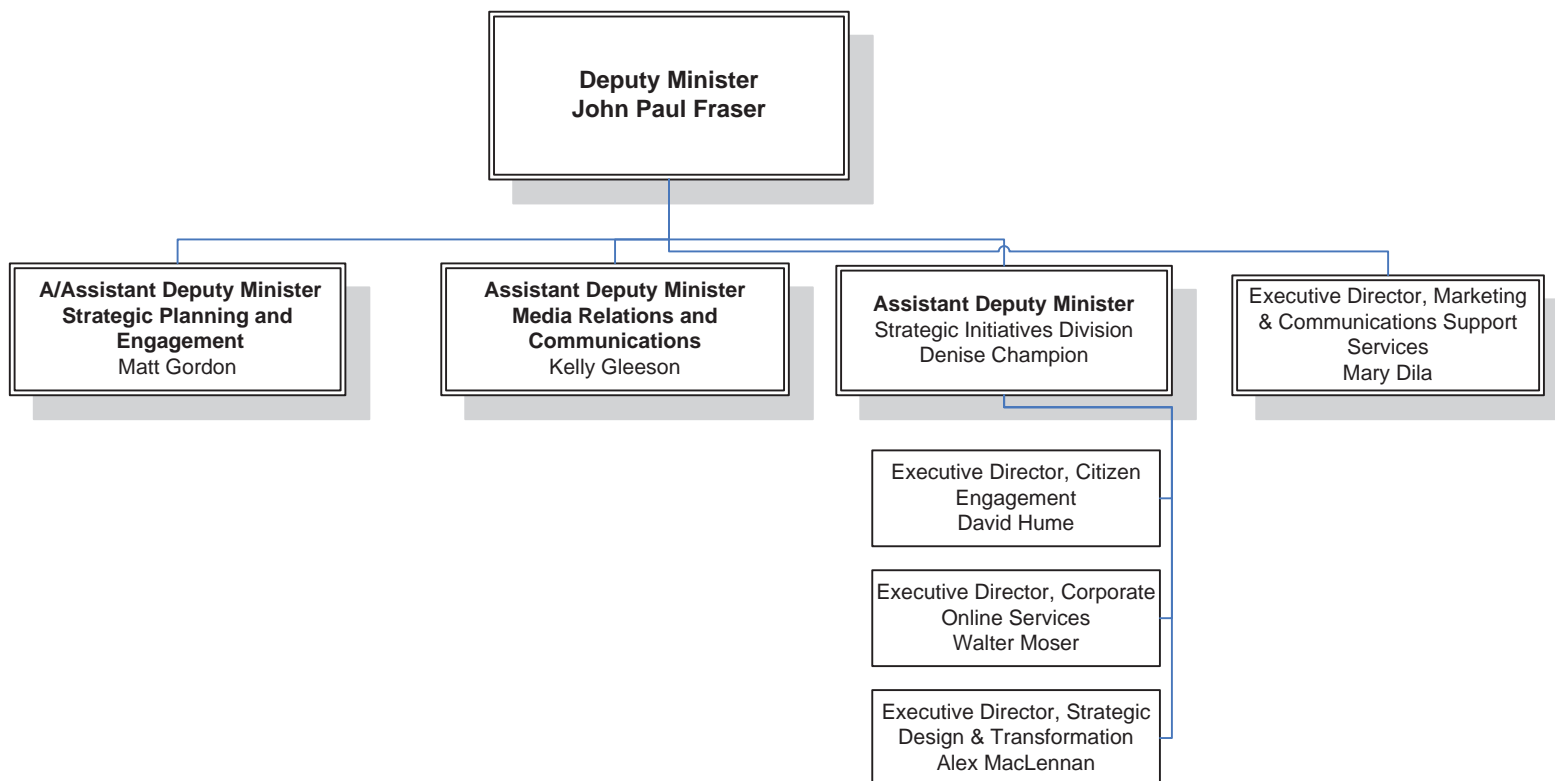 Deputy Minister
John Paul Fraser
A/Assistant Deputy Minister
Strategic Planning and
Engagement
Matt Gordon
Assistant Deputy Minister
Media Relations and
Communications
Kelly Gleeson
Assistant Deputy Minister
Strategic Initiatives Division
Denise Champion
Executive Director, Marketing
& Communications Support
Services
Mary Dila
Executive Director, Citizen
Engagement
David Hume
Executive Director, Corporate
Online Services
Walter Moser
Executive Director, Strategic
Design & Transformation
Alex MacLennan